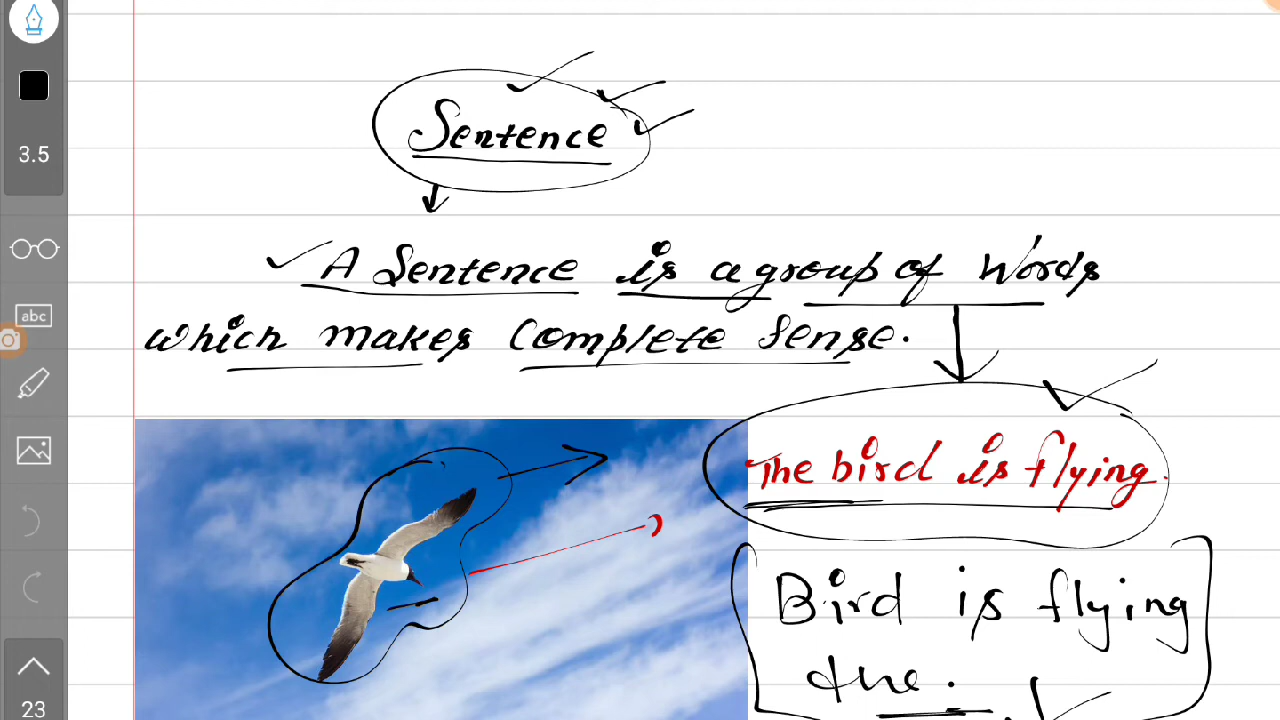 3.5
Sentence
A Sentence is a group of words
which makes Complete Sense.
abc
The bird is flying.
Bird is flying
the.
23